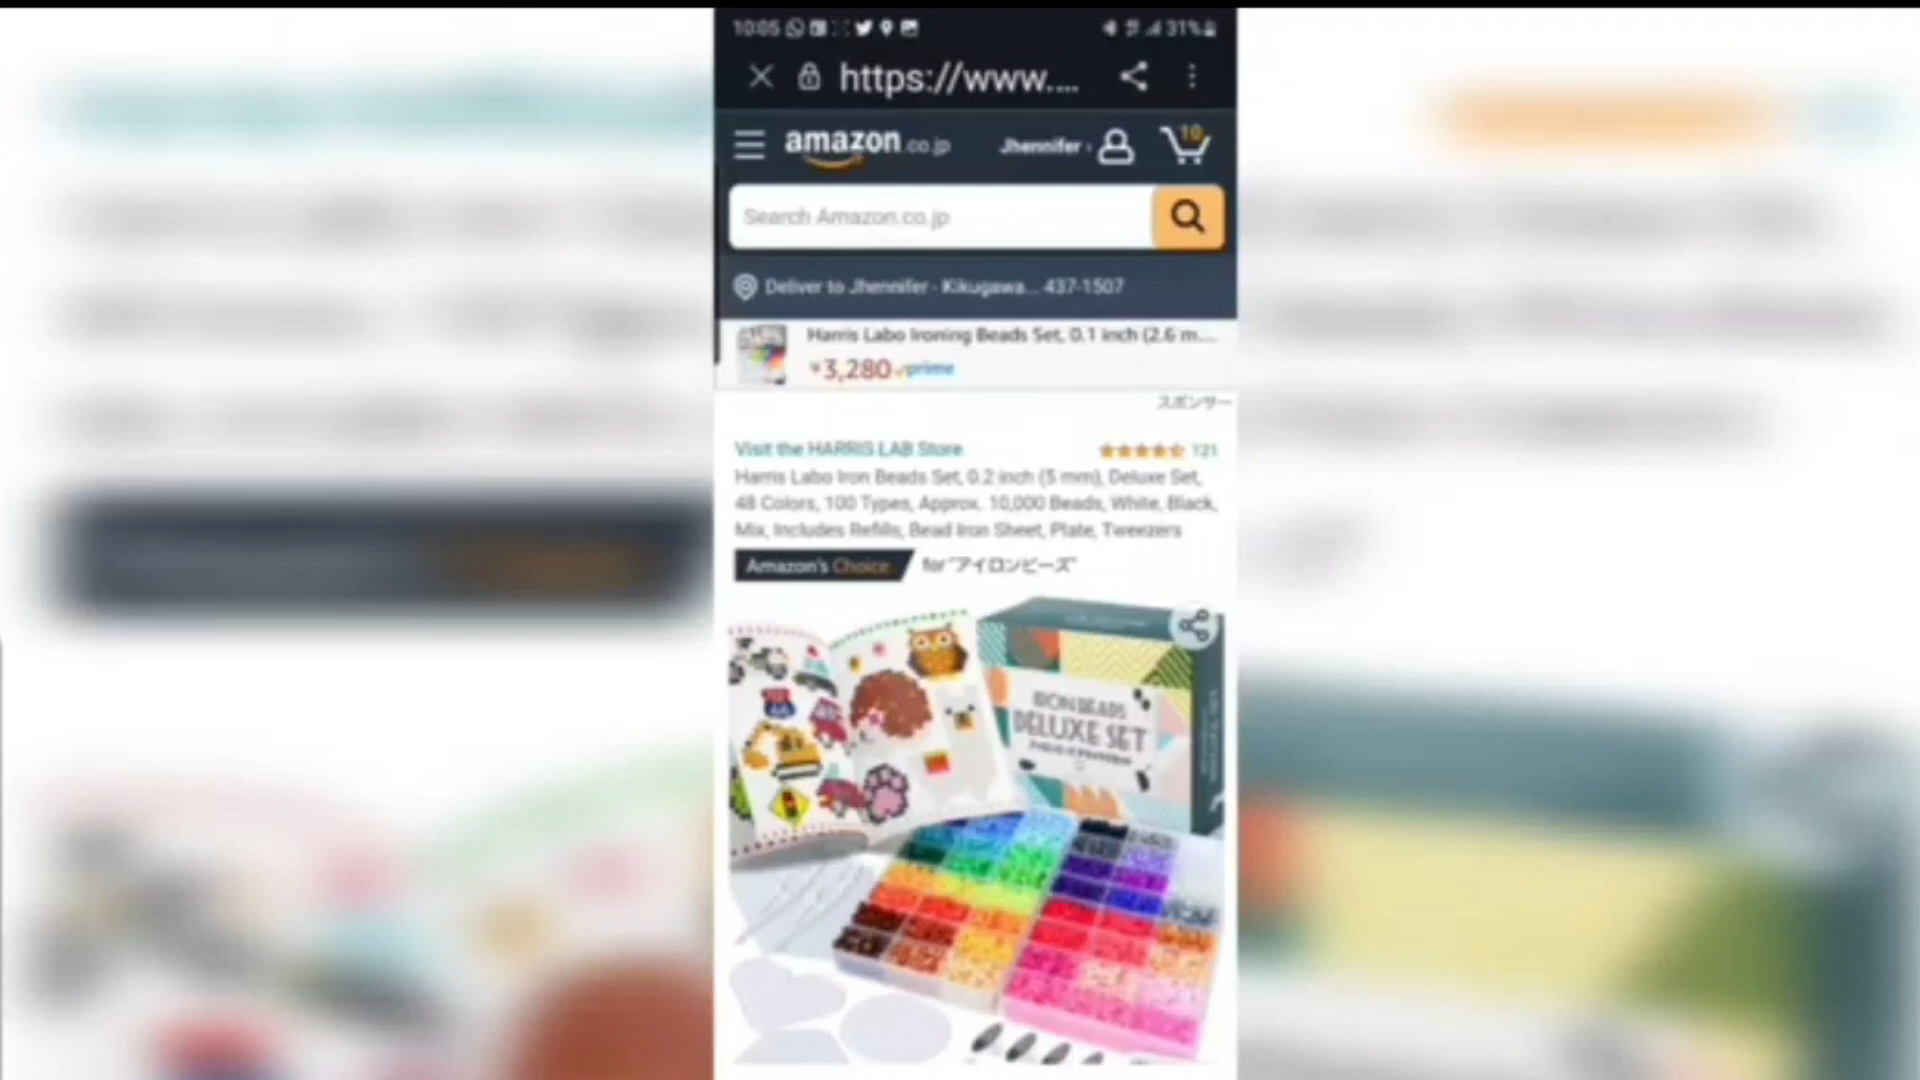 10:05 31%
https://www....
amazon.co.jp Jhennifer › 10
Search Amazon.co.jp
Deliver to Jhennifer - Kikugawa... 437-1507
Harris Labo Ironing Beads Set, 0.1 inch (2.6 m...
¥3,280 prime
スポンサー
Visit the HARRIS LAB Store 121
Harris Labo Iron Beads Set, 0.2 inch (5 mm), Deluxe Set,
48 Colors, 100 Types, Approx. 10,000 Beads, White, Black,
Mix, Includes Refills, Bead Iron Sheet, Plate, Tweezers
Amazon's Choice for "アイロンビーズ"
IRON BEADS
DELUXE SET